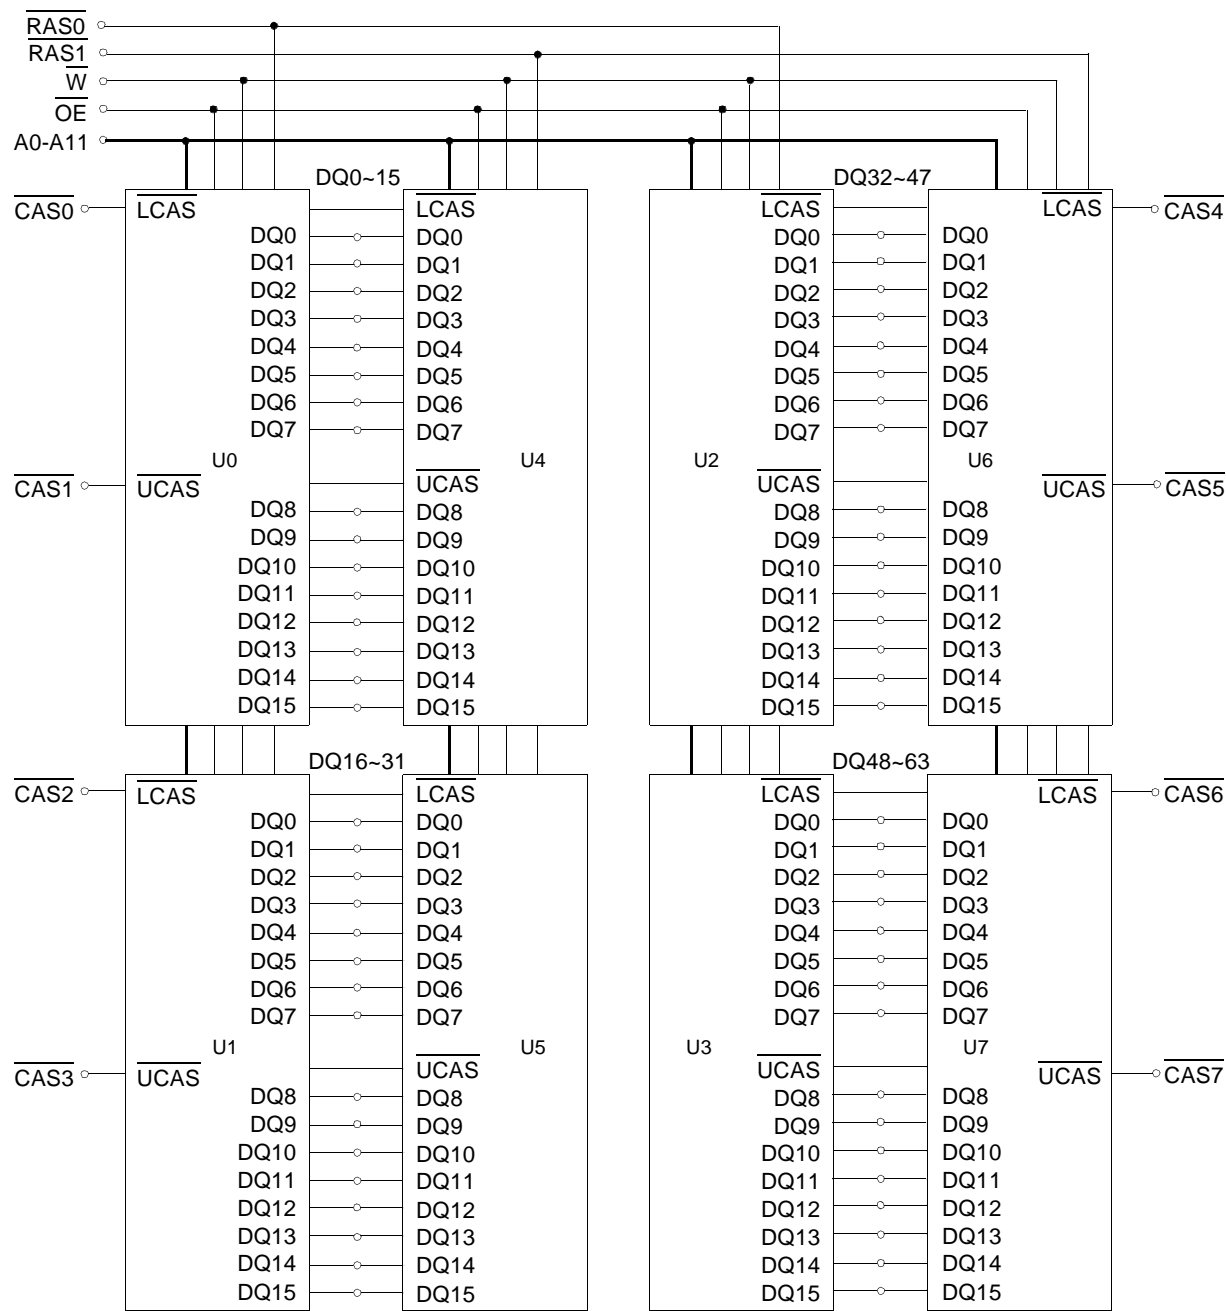 RAS0
RAS1
W
OE
A0-A11
DQ0~15 DQ32~47
CAS0 LCAS LCAS LCAS LCAS CAS4
DQ0 DQ0 DQ0 DQ0
DQ1 DQ1 DQ1 DQ1
DQ2 DQ2 DQ2 DQ2
DQ3 DQ3 DQ3 DQ3
DQ4 DQ4 DQ4 DQ4
DQ5 DQ5 DQ5 DQ5
DQ6 DQ6 DQ6 DQ6
DQ7 DQ7 DQ7 DQ7
U0 U4 U2 U6
CAS1 UCAS UCAS UCAS UCAS CAS5
DQ8 DQ8 DQ8 DQ8
DQ9 DQ9 DQ9 DQ9
DQ10 DQ10 DQ10 DQ10
DQ11 DQ11 DQ11 DQ11
DQ12 DQ12 DQ12 DQ12
DQ13 DQ13 DQ13 DQ13
DQ14 DQ14 DQ14 DQ14
DQ15 DQ15 DQ15 DQ15
DQ16~31 DQ48~63
CAS2 LCAS LCAS LCAS LCAS CAS6
DQ0 DQ0 DQ0 DQ0
DQ1 DQ1 DQ1 DQ1
DQ2 DQ2 DQ2 DQ2
DQ3 DQ3 DQ3 DQ3
DQ4 DQ4 DQ4 DQ4
DQ5 DQ5 DQ5 DQ5
DQ6 DQ6 DQ6 DQ6
DQ7 DQ7 DQ7 DQ7
U1 U5 U3 U7
CAS3 UCAS UCAS UCAS UCAS CAS7
DQ8 DQ8 DQ8 DQ8
DQ9 DQ9 DQ9 DQ9
DQ10 DQ10 DQ10 DQ10
DQ11 DQ11 DQ11 DQ11
DQ12 DQ12 DQ12 DQ12
DQ13 DQ13 DQ13 DQ13
DQ14 DQ14 DQ14 DQ14
DQ15 DQ15 DQ15 DQ15